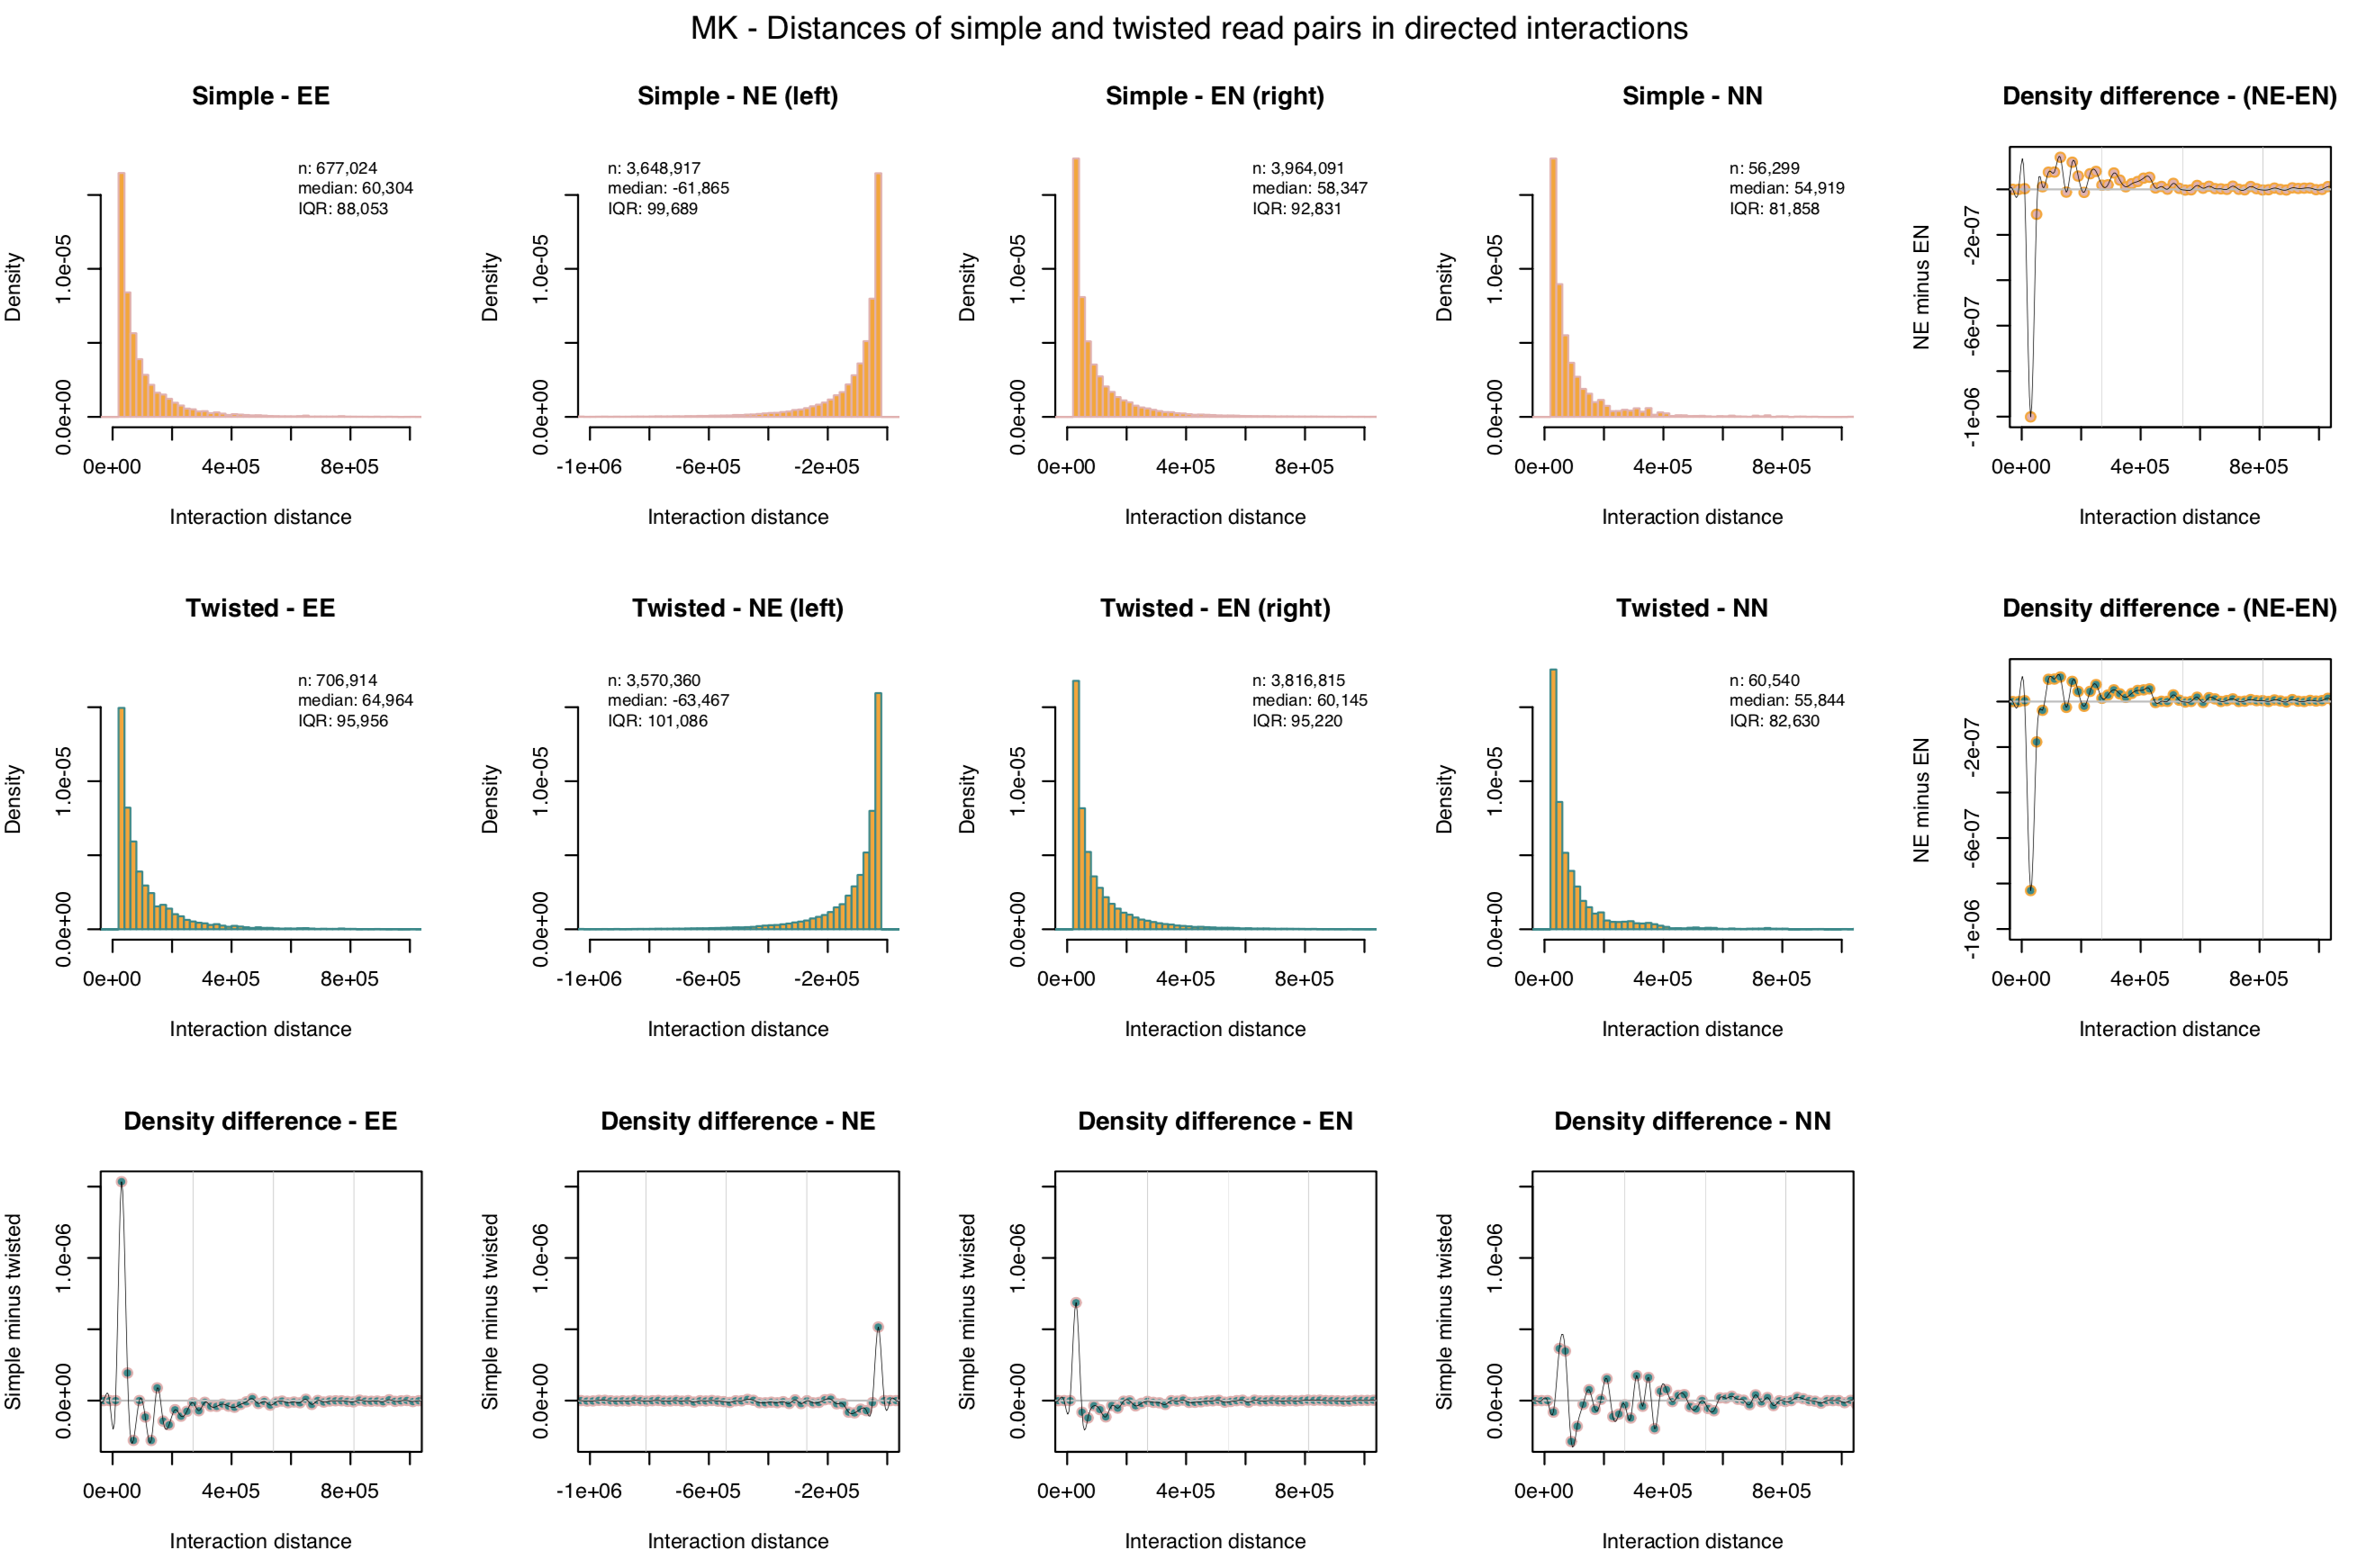 MK - Distances of simple and twisted read pairs in directed interactions
Simple - EE
n: 677,024
median: 60,304
IQR: 88,053
Density
0.0e+00
1.0e-05
0e+00 4e+05 8e+05
Interaction distance
Simple - NE (left)
n: 3,648,917
median: -61,865
IQR: 99,689
Density
0.0e+00
1.0e-05
-1e+06 -6e+05 -2e+05
Interaction distance
Simple - EN (right)
n: 3,964,091
median: 58,347
IQR: 92,831
Density
0.0e+00
1.0e-05
0e+00 4e+05 8e+05
Interaction distance
Simple - NN
n: 56,299
median: 54,919
IQR: 81,858
Density
0.0e+00
1.0e-05
0e+00 4e+05 8e+05
Interaction distance
Density difference - (NE-EN)
NE minus EN
-1e-06
-6e-07
-2e-07
0e+00 4e+05 8e+05
Interaction distance
Twisted - EE
n: 706,914
median: 64,964
IQR: 95,956
Density
0.0e+00
1.0e-05
0e+00 4e+05 8e+05
Interaction distance
Twisted - NE (left)
n: 3,570,360
median: -63,467
IQR: 101,086
Density
0.0e+00
1.0e-05
-1e+06 -6e+05 -2e+05
Interaction distance
Twisted - EN (right)
n: 3,816,815
median: 60,145
IQR: 95,220
Density
0.0e+00
1.0e-05
0e+00 4e+05 8e+05
Interaction distance
Twisted - NN
n: 60,540
median: 55,844
IQR: 82,630
Density
0.0e+00
1.0e-05
0e+00 4e+05 8e+05
Interaction distance
Density difference - (NE-EN)
NE minus EN
-1e-06
-6e-07
-2e-07
0e+00 4e+05 8e+05
Interaction distance
Density difference - EE
Simple minus twisted
0.0e+00
1.0e-06
0e+00 4e+05 8e+05
Interaction distance
Density difference - NE
Simple minus twisted
0.0e+00
1.0e-06
-1e+06 -6e+05 -2e+05
Interaction distance
Density difference - EN
Simple minus twisted
0.0e+00
1.0e-06
0e+00 4e+05 8e+05
Interaction distance
Density difference - NN
Simple minus twisted
0.0e+00
1.0e-06
0e+00 4e+05 8e+05
Interaction distance